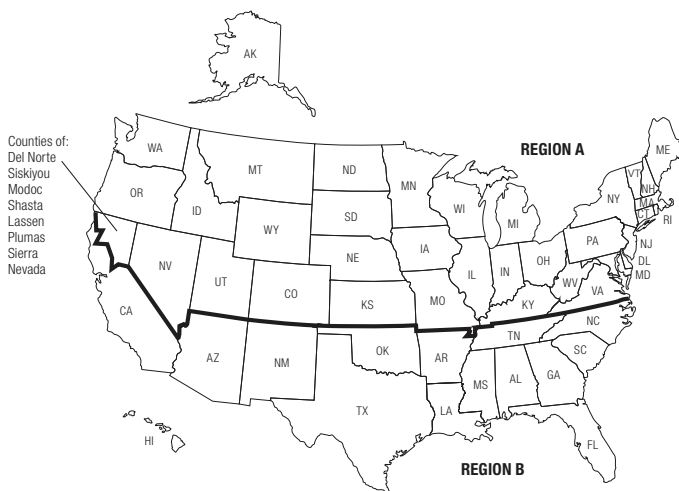 AK
REGION A
Counties of:
Del Norte
Siskiyou
Modoc
Shasta
Lassen
Plumas
Sierra
Nevada
WA
MT
ND
MN
ME
VT
NH
OR
ID
SD
WI
MI
NY
MA
CT
RI
WY
IA
PA
NJ
NE
NV
UT
CO
IL
IN
OH
DL
MD
WV
VA
KS
MO
KY
CA
TN
NC
AZ
NM
OK
AR
SC
MS
AL
GA
TX
LA
HI
FL
REGION B